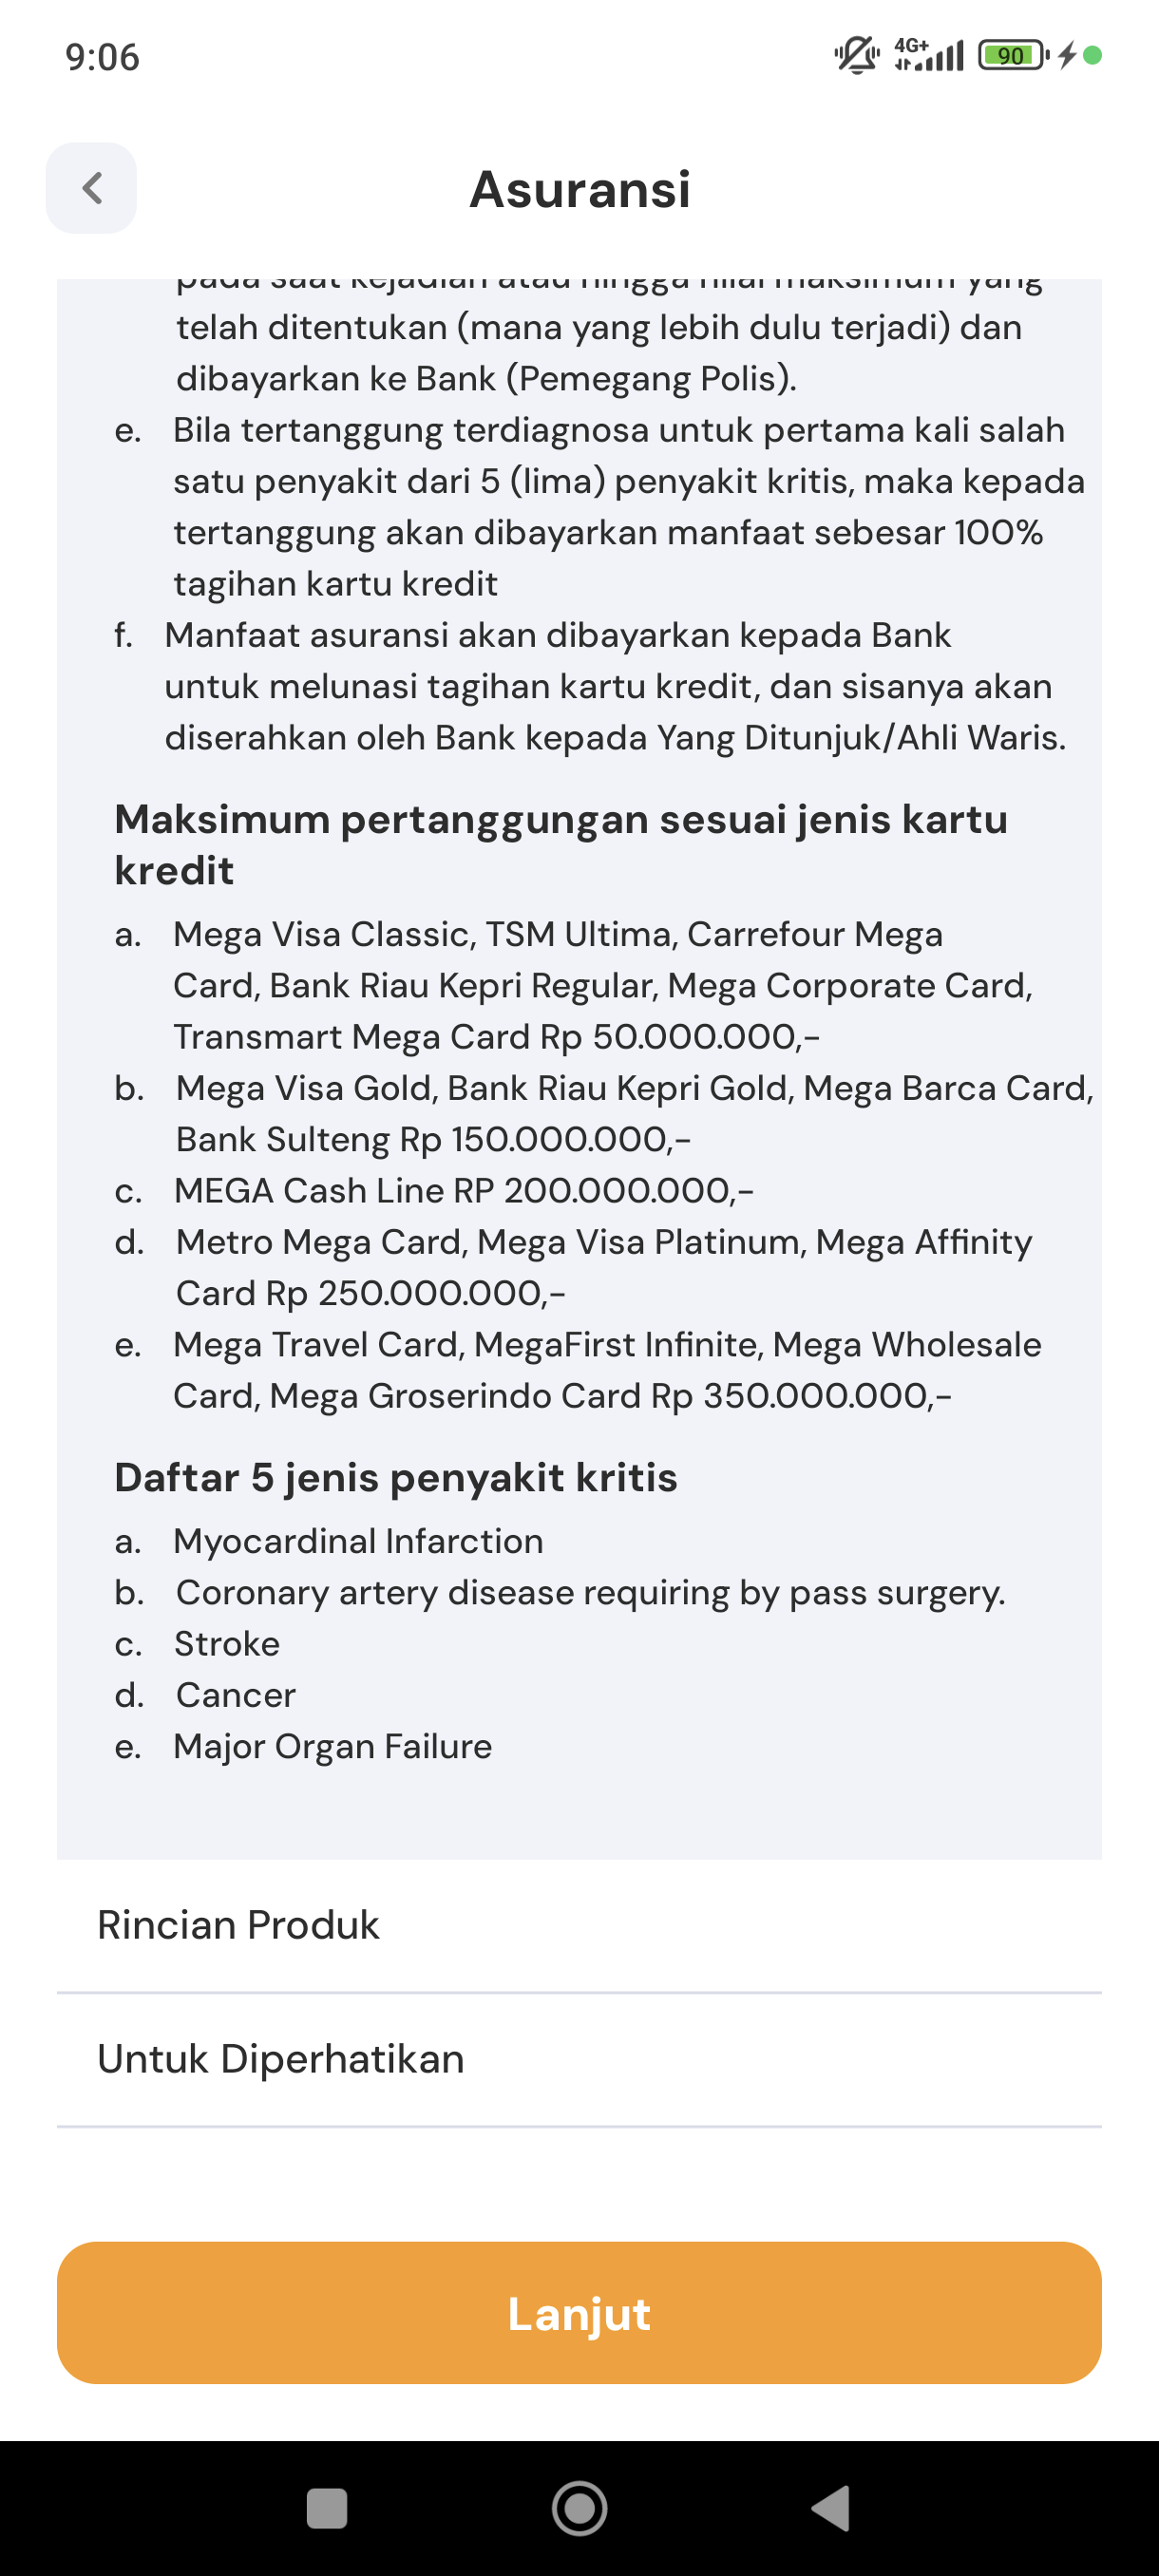 9:06
4G+
90
Asuransi
pada saat kejadian atau hingga nilai maksimum yang
telah ditentukan (mana yang lebih dulu terjadi) dan
dibayarkan ke Bank (Pemegang Polis).
e. Bila tertanggung terdiagnosa untuk pertama kali salah
satu penyakit dari 5 (lima) penyakit kritis, maka kepada
tertanggung akan dibayarkan manfaat sebesar 100%
tagihan kartu kredit
f. Manfaat asuransi akan dibayarkan kepada Bank
untuk melunasi tagihan kartu kredit, dan sisanya akan
diserahkan oleh Bank kepada Yang Ditunjuk/Ahli Waris.
Maksimum pertanggungan sesuai jenis kartu
kredit
a. Mega Visa Classic, TSM Ultima, Carrefour Mega
Card, Bank Riau Kepri Regular, Mega Corporate Card,
Transmart Mega Card Rp 50.000.000,-
b. Mega Visa Gold, Bank Riau Kepri Gold, Mega Barca Card,
Bank Sulteng Rp 150.000.000,-
c. MEGA Cash Line RP 200.000.000,-
d. Metro Mega Card, Mega Visa Platinum, Mega Affinity
Card Rp 250.000.000,-
e. Mega Travel Card, MegaFirst Infinite, Mega Wholesale
Card, Mega Groserindo Card Rp 350.000.000,-
Daftar 5 jenis penyakit kritis
a. Myocardinal Infarction
b. Coronary artery disease requiring by pass surgery.
c. Stroke
d. Cancer
e. Major Organ Failure
Rincian Produk
Untuk Diperhatikan
Lanjut